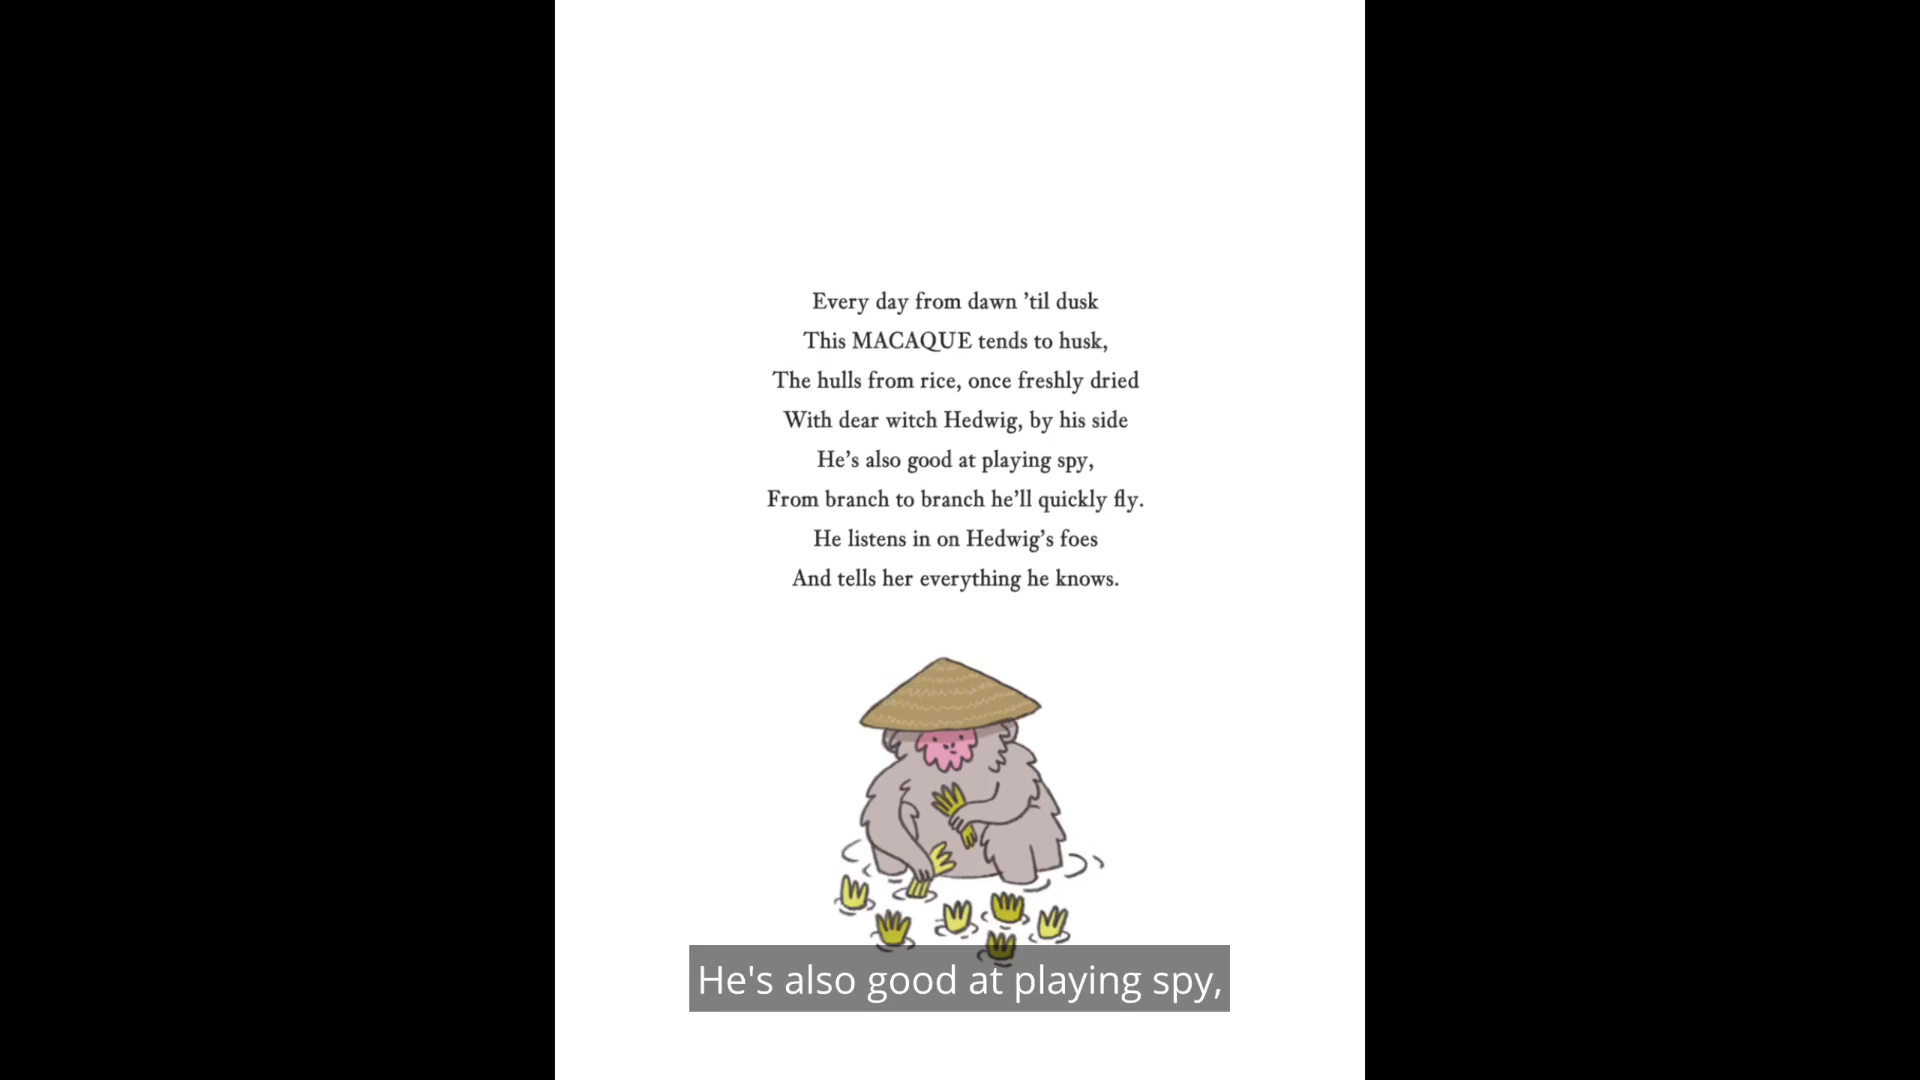 Every day from dawn ’til dusk
This MACAQUE tends to husk,
The hulls from rice, once freshly dried
With dear witch Hedwig, by his side
He’s also good at playing spy,
From branch to branch he’ll quickly fly.
He listens in on Hedwig’s foes
And tells her everything he knows.
He's also good at playing spy,